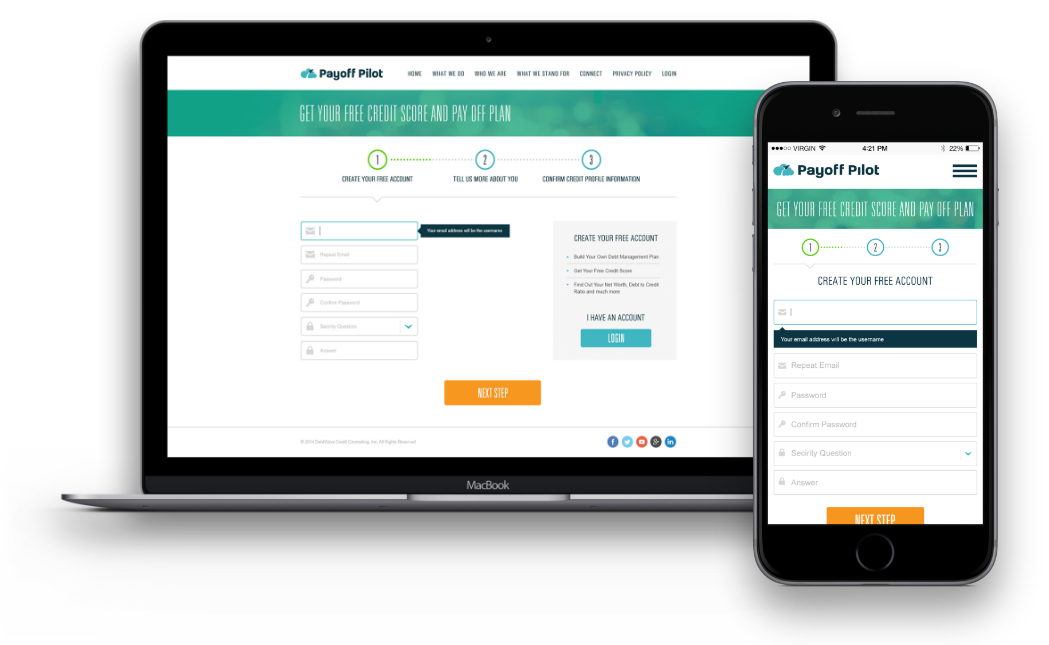 Payoff Pilot
HOME WHAT WE DO WHO WE ARE WHAT WE STAND FOR CONNECT PRIVACY POLICY LOGIN
GET YOUR FREE CREDIT SCORE AND PAY OFF PLAN
1 2 3
CREATE YOUR FREE ACCOUNT TELL US MORE ABOUT YOU CONFIRM CREDIT PROFILE INFORMATION
Your email address will be the username
Repeat Email
Password
Confirm Password
Secirity Question
Answer
CREATE YOUR FREE ACCOUNT
Build Your Own Debt Management Plan
Get Your Free Credit Score
Find Out Your Net Worth, Debt to Credit
Ratio and much more
I HAVE AN ACCOUNT
LOGIN
NEXT STEP
© 2014 DebtWave Credit Counseling, Inc. All Rights Reserved
MacBook
VIRGIN 4:21 PM 22%
Payoff Pilot
GET YOUR FREE CREDIT SCORE AND PAY OFF PLAN
1 2 3
CREATE YOUR FREE ACCOUNT
Your email address will be the username
Repeat Email
Password
Confirm Password
Secirity Question
Answer
NEXT STEP